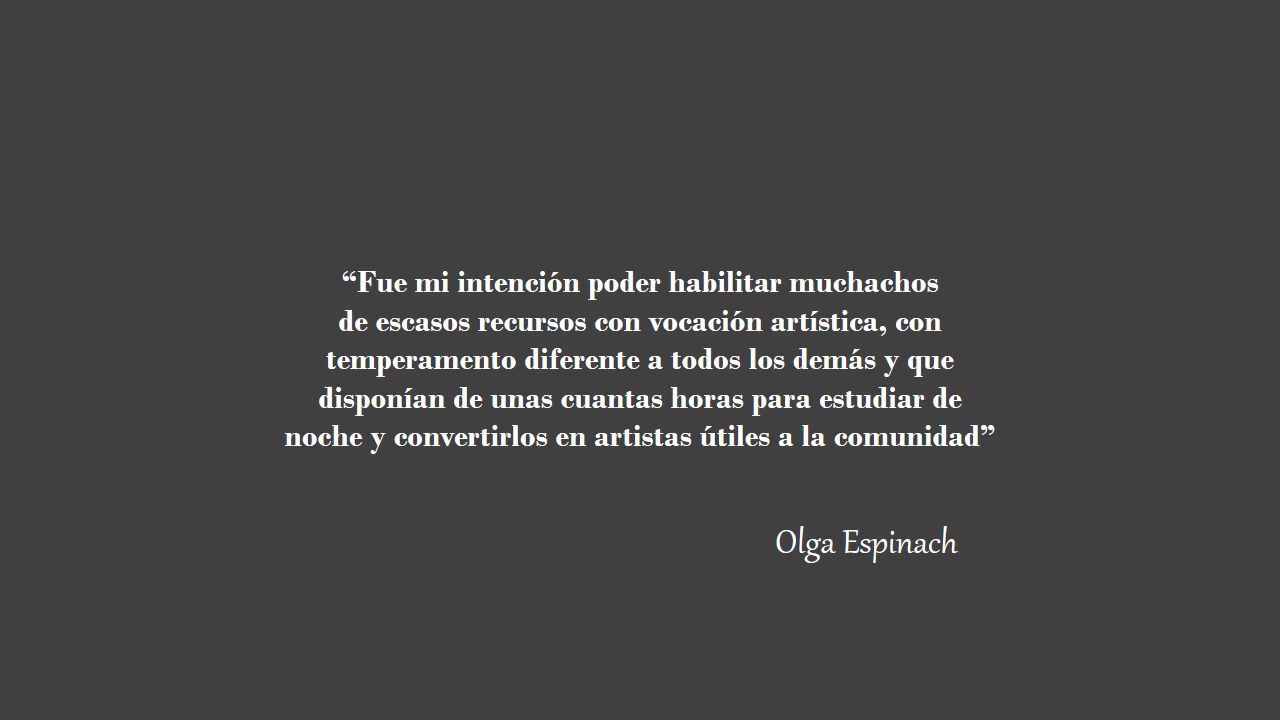 “Fue mi intención poder habilitar muchachos
de escasos recursos con vocación artística, con
temperamento diferente a todos los demás y que
disponían de unas cuantas horas para estudiar de
noche y convertirlos en artistas útiles a la comunidad”
Olga Espinach